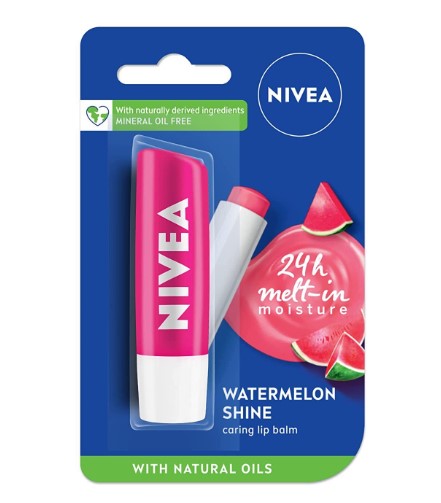 With naturally derived ingredients
MINERAL OIL FREE
NIVEA
NIVEA
24h
melt-in
moisture
WATERMELON
SHINE
caring lip balm
WITH NATURAL OILS